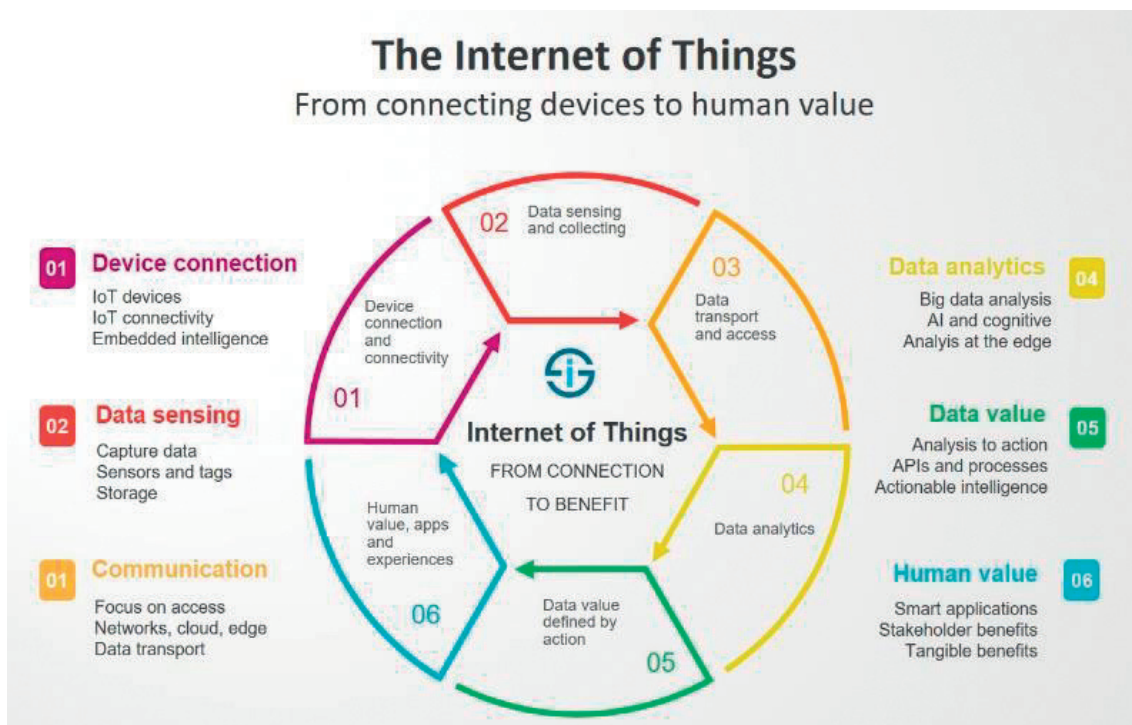 The Internet of Things
From connecting devices to human value
01
Device connection
IoT devices
IoT connectivity
Embedded intelligence
02
Data sensing
Capture data
Sensors and tags
Storage
01
Communication
Focus on access
Networks, cloud, edge
Data transport
02
Data sensing
and collecting
03
Data
transport
and access
Device
connection
and
connectivity
01
Internet of Things
FROM CONNECTION
TO BENEFIT
04
Data analytics
Human
value, apps
and
experiences
06
Data value
defined by
action
05
Data analytics
04
Big data analysis
AI and cognitive
Analyis at the edge
Data value
05
Analysis to action
APIs and processes
Actionable intelligence
Human value
06
Smart applications
Stakeholder benefits
Tangible benefits